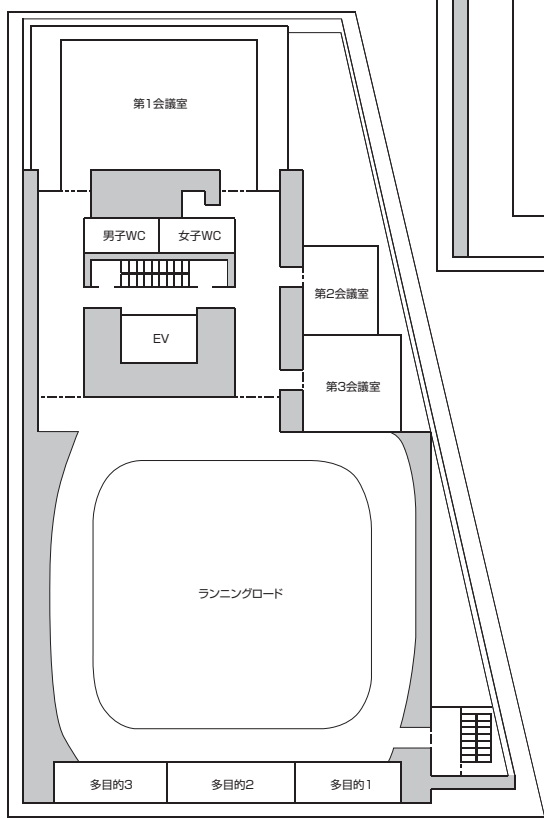 第1会議室
男子WC
女子WC
第2会議室
EV
第3会議室
ランニングロード
多目的3
多目的2
多目的1